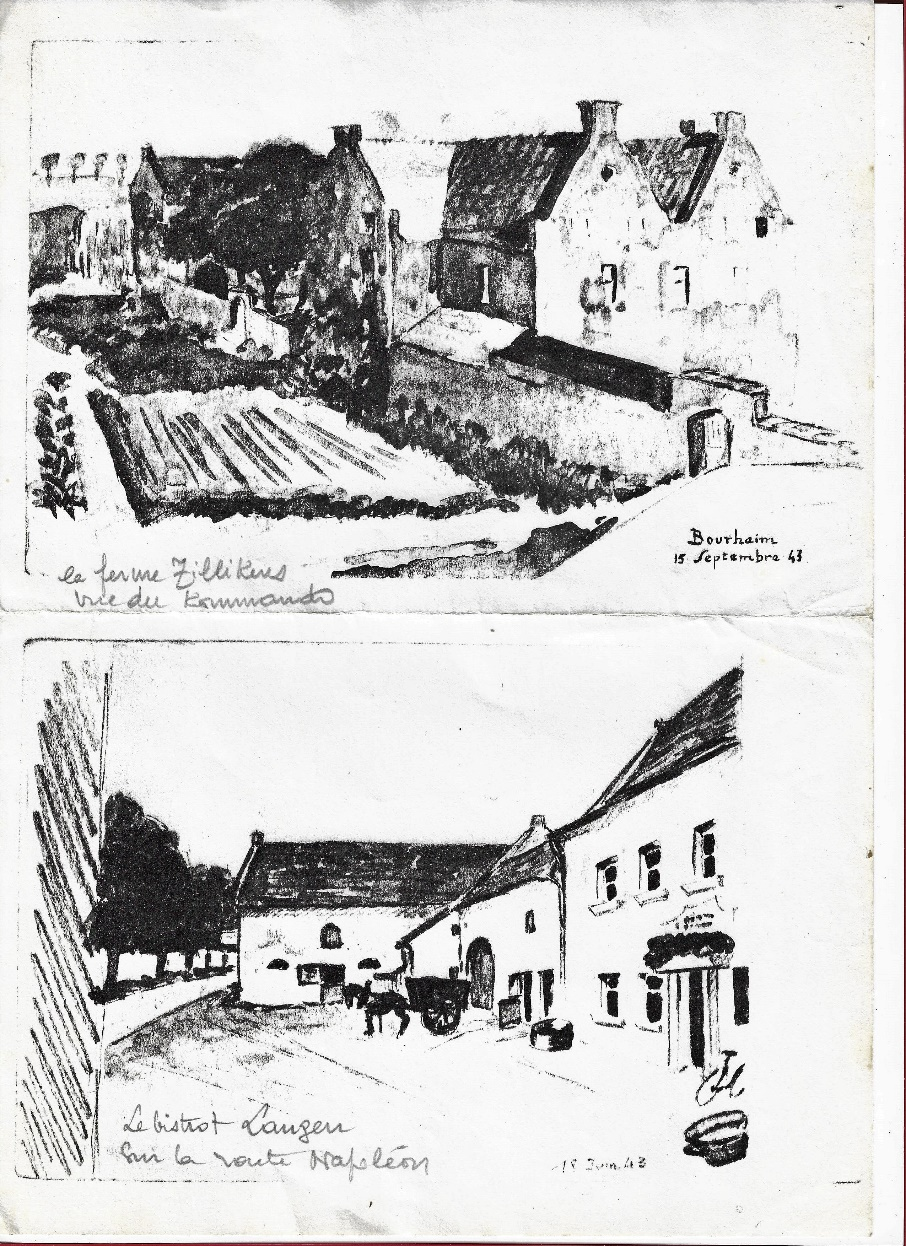 Bourhaim
15 Septembre 43
la ferme Zillikens
vue du Kommando
Le bistrot Langen
Sur la route Napoléon
15 Juin 43